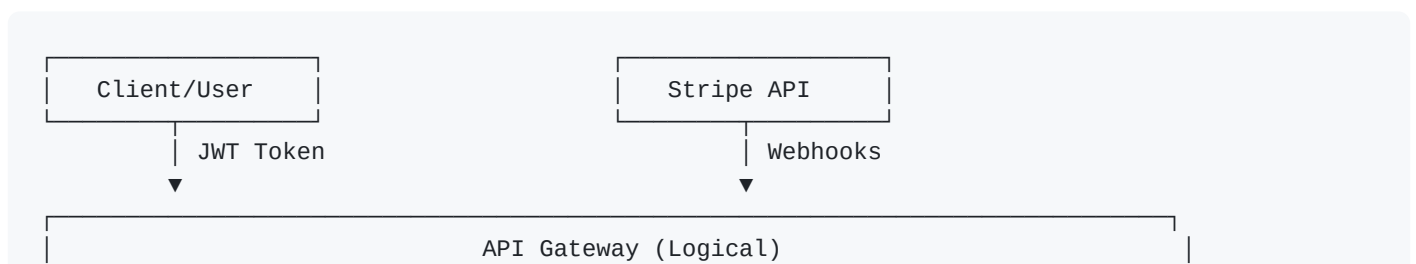 Client/User Stripe API
JWT Token Webhooks
API Gateway (Logical)